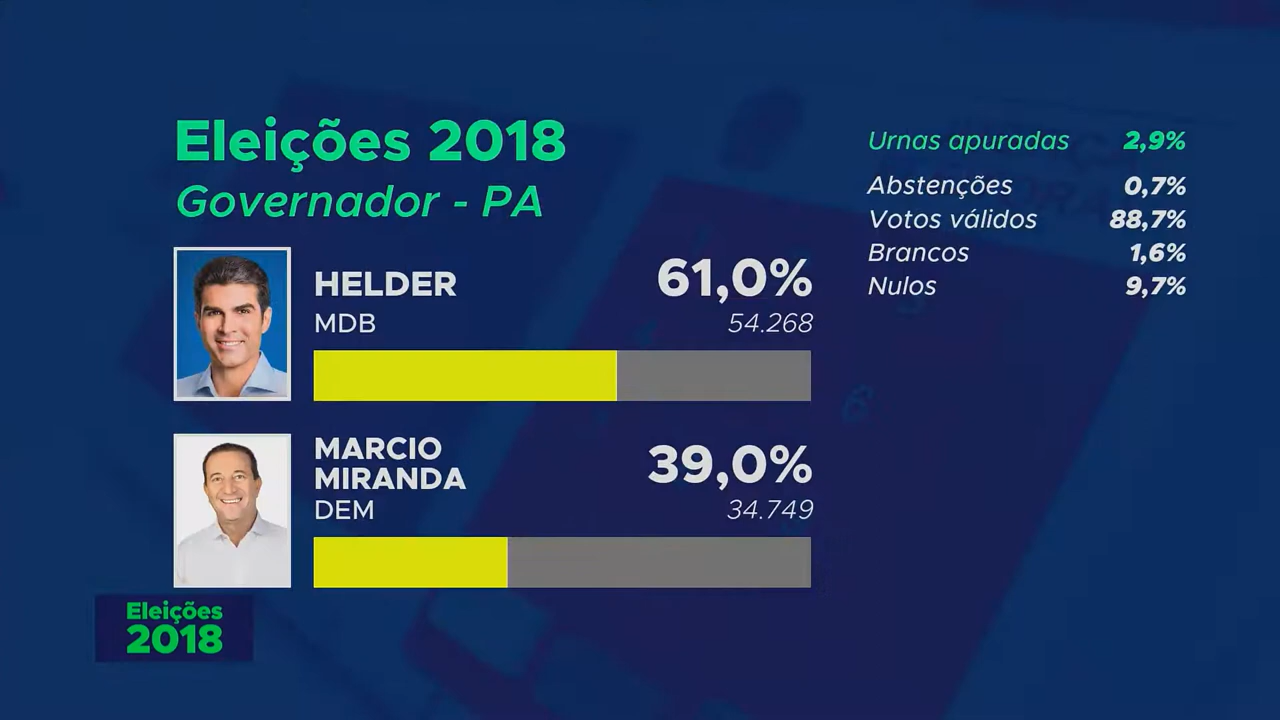 Eleições 2018
Governador - PA
HELDER
MDB
61,0%
54.268
MARCIO
MIRANDA
DEM
39,0%
34.749
Urnas apuradas 2,9%
Abstenções 0,7%
Votos válidos 88,7%
Brancos 1,6%
Nulos 9,7%
Eleições
2018